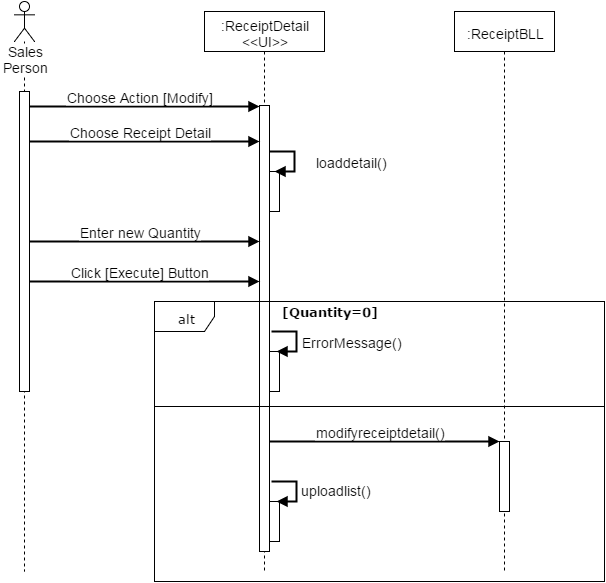 :ReceiptDetail
<<UI>>
:ReceiptBLL
Sales
Person
Choose Action [Modify]
Choose Receipt Detail
loaddetail()
Enter new Quantity
Click [Execute] Button
alt
[Quantity=0]
ErrorMessage()
modifyreceiptdetail()
uploadlist()